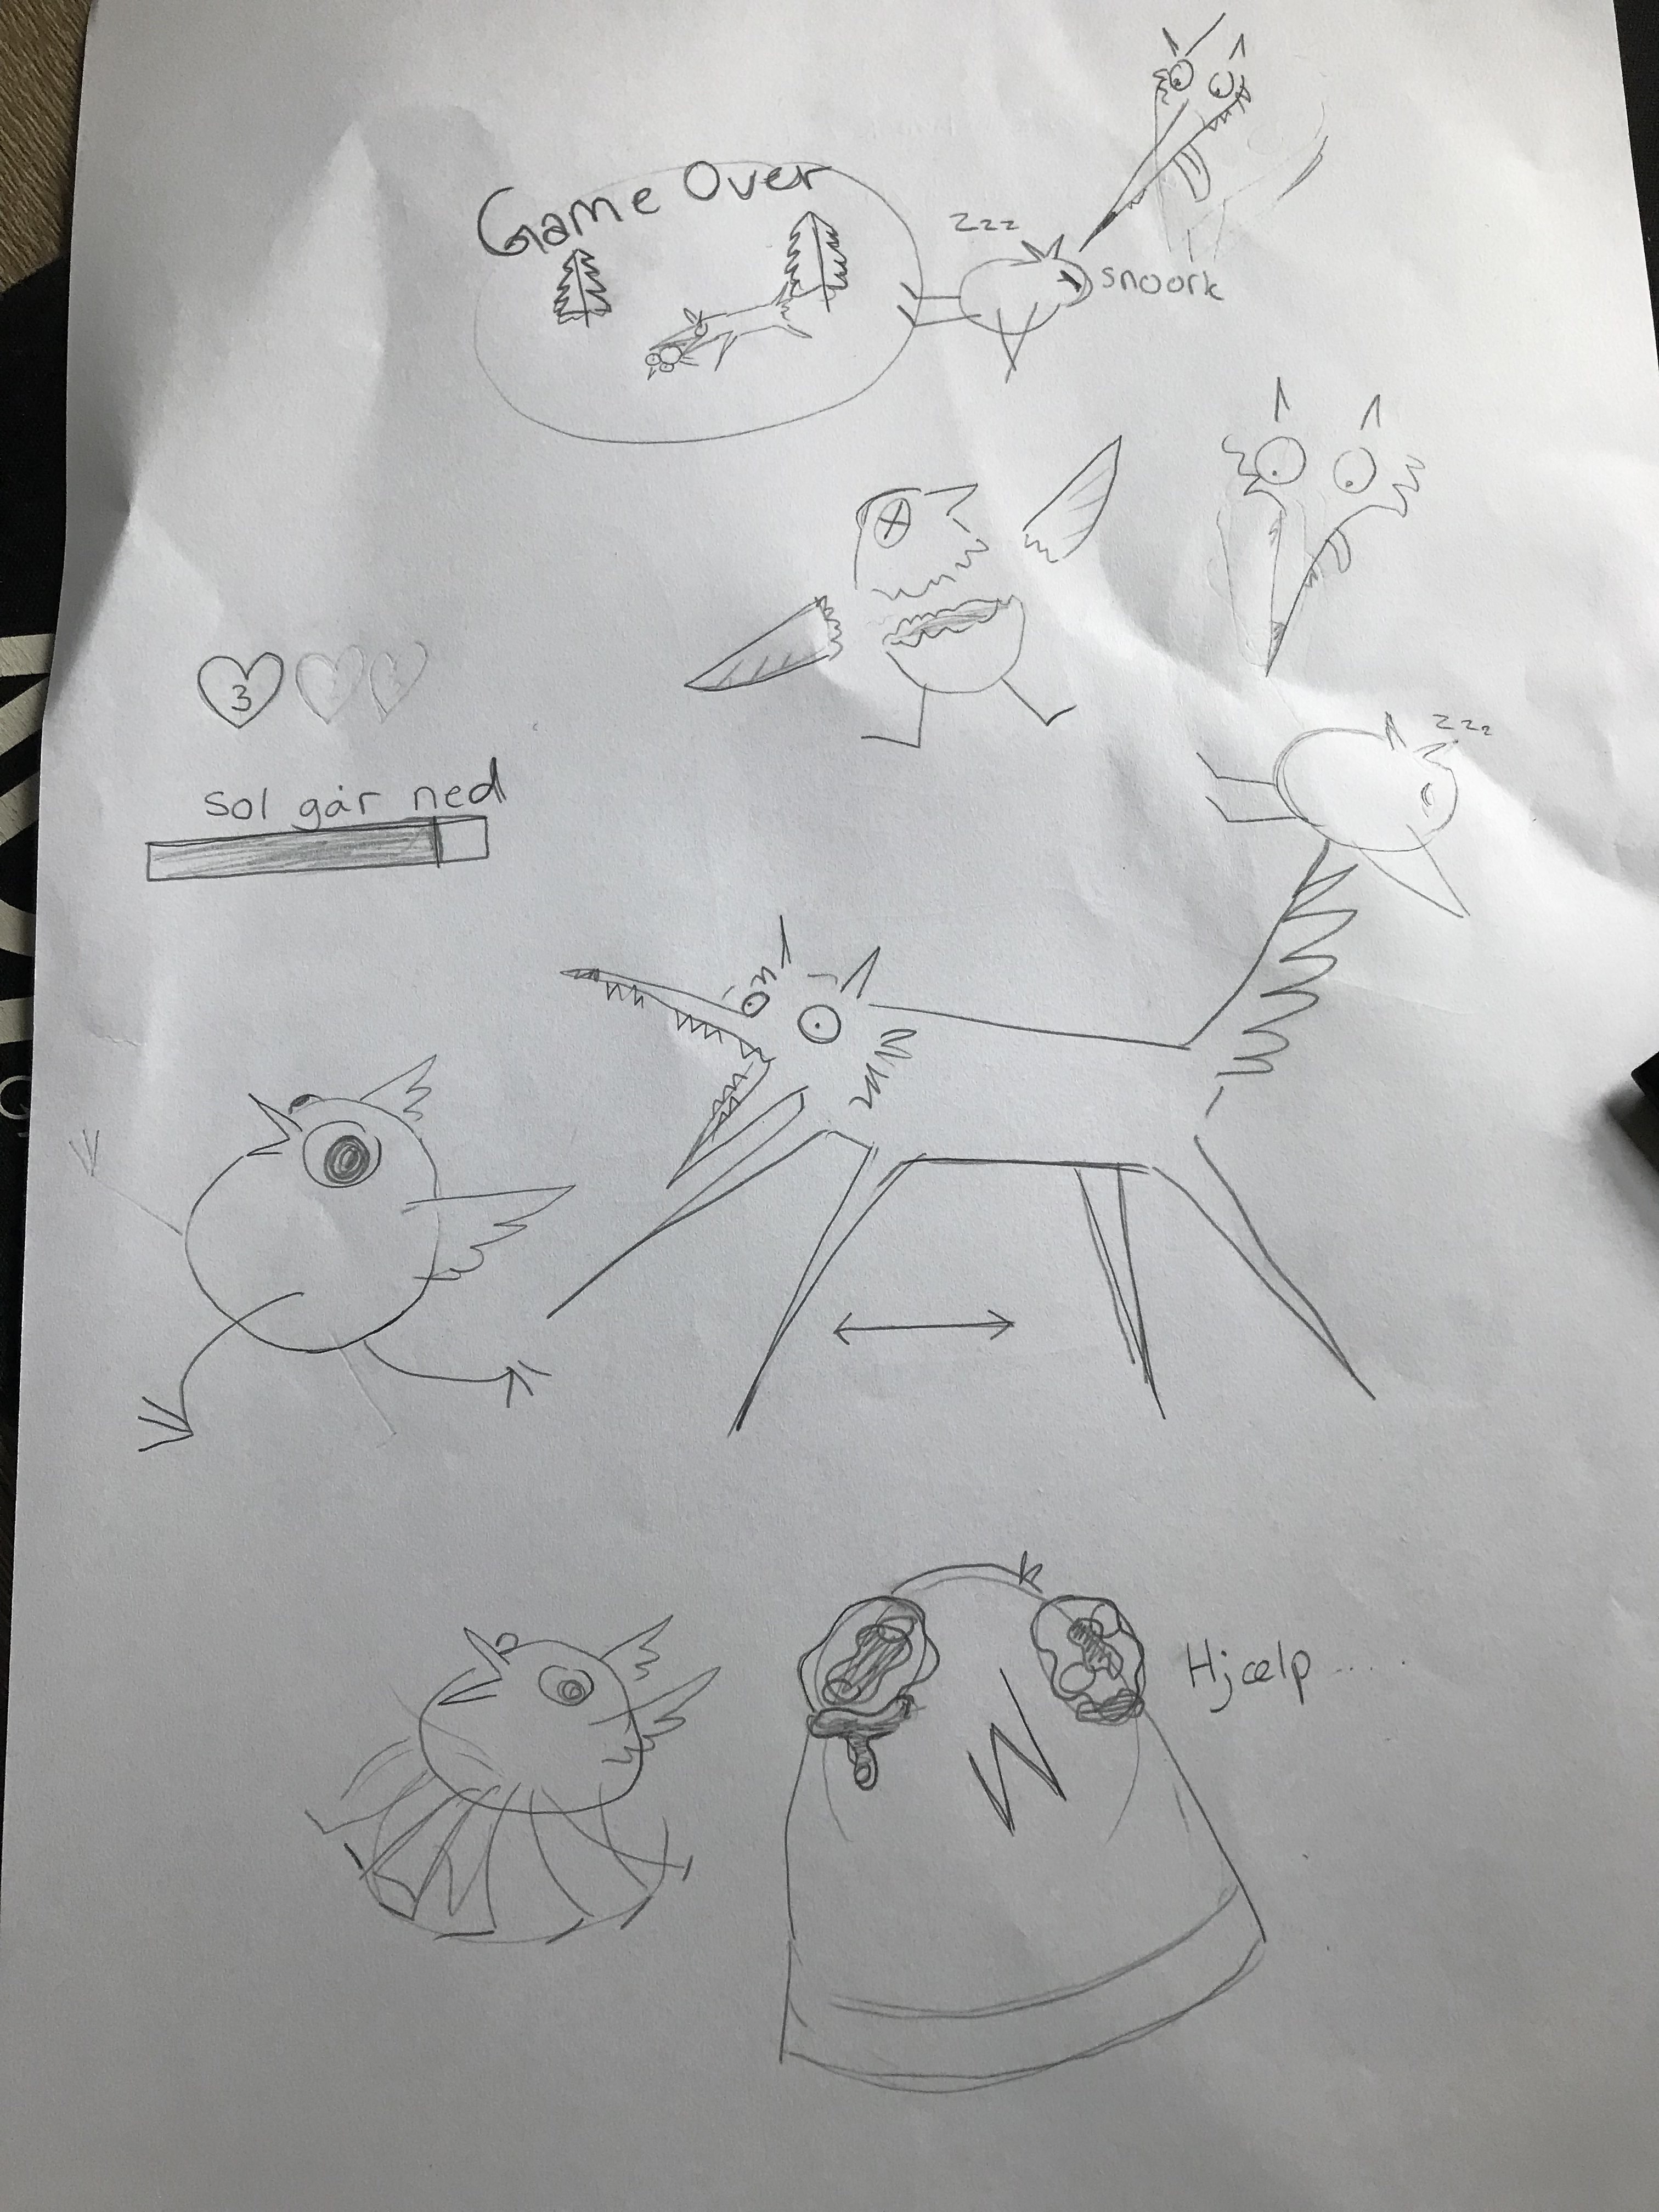 Game Over
zzz
snoork
zzz
3
sol går ned
Hjælp.....